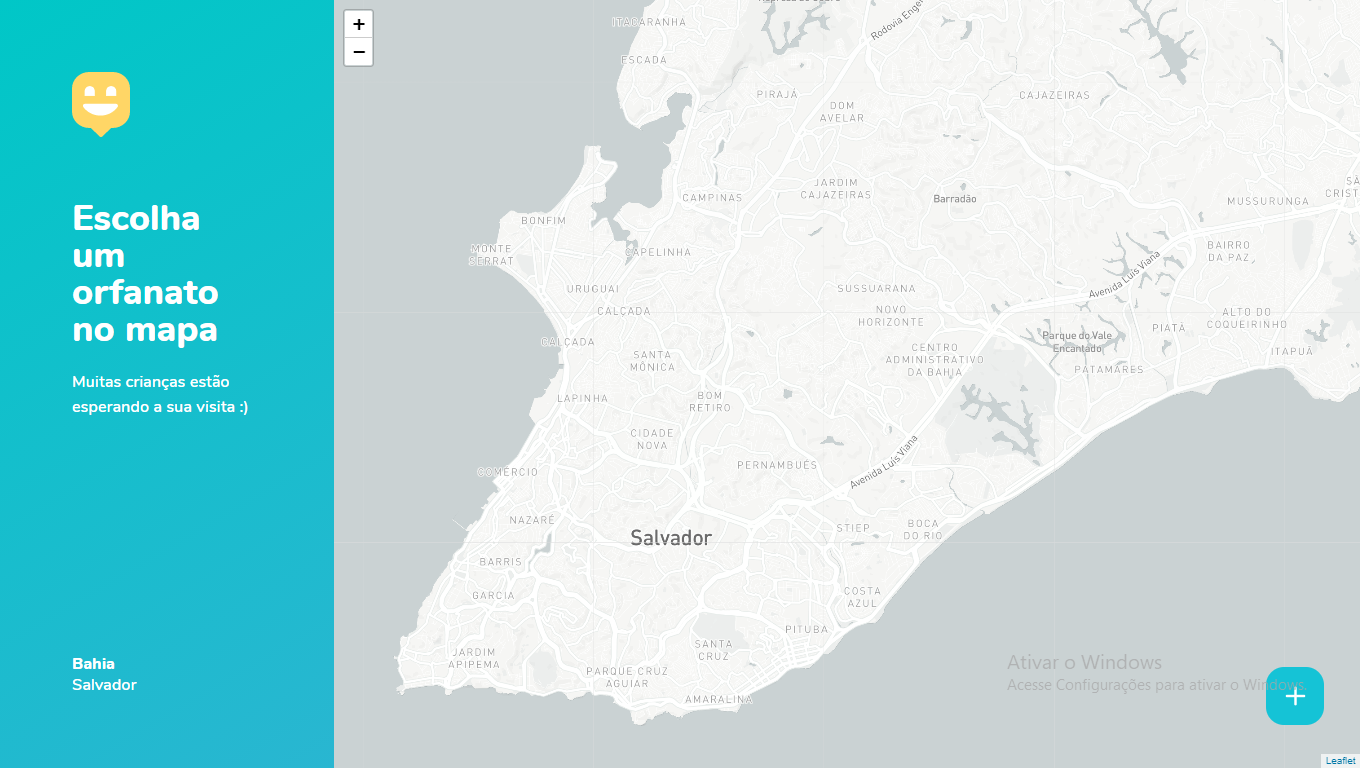 Escolha
um
orfanato
no mapa
Muitas crianças estão
esperando a sua visita :)
Bahia
Salvador
+
−
ITACARANHA
Rodovia Enge
ESCADA
PIRAJÁ
CAJAZEIRAS
DOM
AVELAR
JARDIM
CAJAZEIRAS
CAMPINAS
Barradão
MUSSURUNGA
SÃ
CRIST
BONFIM
MONTE
SERRAT
CAPELINHA
BAIRRO
DA PAZ
Avenida Luís Viana
URUGUAI
SUSSUARANA
CALÇADA
NOVO
HORIZONTE
ALTO DO
COQUEIRINHO
PIATÃ
Parque do Vale
Encantado
CALÇADA
SANTA
MÔNICA
CENTRO
ADMINISTRATIVO
DA BAHIA
ITAPUÃ
PATAMARES
LAPINHA
BOM
RETIRO
CIDADE
NOVA
Avenida Luís Viana
PERNAMBUÉS
COMÉRCIO
NAZARÉ
STIEP
BOCA
DO RIO
Salvador
BARRIS
GARCIA
COSTA
AZUL
PITUBA
JARDIM
APIPEMA
SANTA
CRUZ
PARQUE CRUZ
AGUIAR
AMARALINA
Ativar o Windows
Acesse Configurações para ativar o Windows.
+
Leaflet